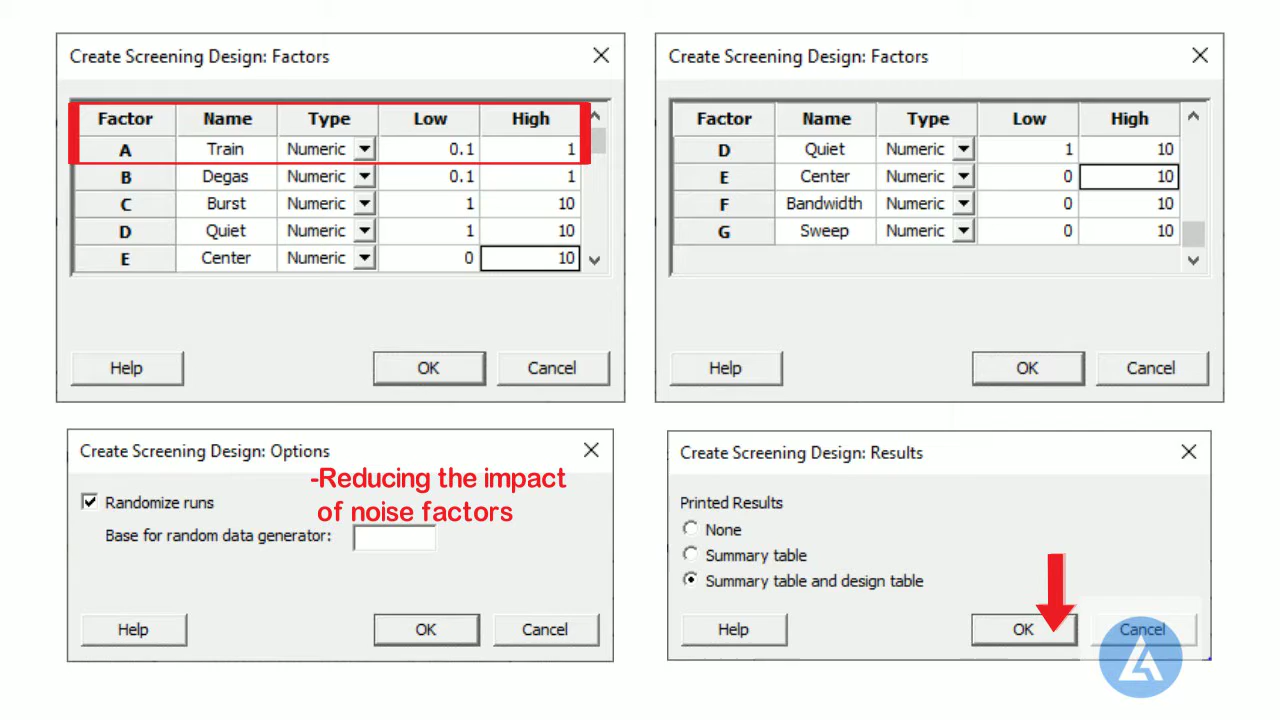 Create Screening Design: Factors
Factor Name Type Low High
A Train Numeric 0.1 1
B Degas Numeric 0.1 1
C Burst Numeric 1 10
D Quiet Numeric 1 10
E Center Numeric 0 10
Help OK Cancel
Create Screening Design: Factors
Factor Name Type Low High
D Quiet Numeric 1 10
E Center Numeric 0 10
F Bandwidth Numeric 0 10
G Sweep Numeric 0 10
Help OK Cancel
Create Screening Design: Options
-Reducing the impact
of noise factors
Randomize runs
Base for random data generator:
Help OK Cancel
Create Screening Design: Results
Printed Results
None
Summary table
Summary table and design table
Help OK Cancel